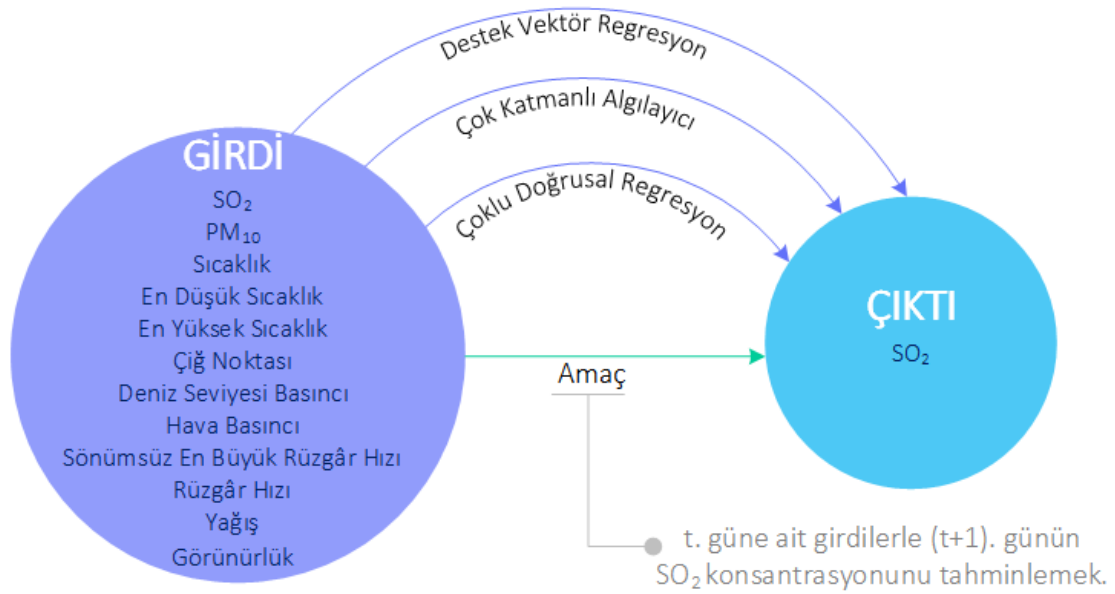 Destek Vektör Regresyon
Çok Katmanlı Algılayıcı
Çoklu Doğrusal Regresyon
GİRDİ
SO₂
PM₁₀
Sıcaklık
En Düşük Sıcaklık
En Yüksek Sıcaklık
Çiğ Noktası
Deniz Seviyesi Basıncı
Hava Basıncı
Sönümsüz En Büyük Rüzgâr Hızı
Rüzgâr Hızı
Yağış
Görünürlük
Amaç
ÇIKTI
SO₂
t. güne ait girdilerle (t+1). günün
SO₂ konsantrasyonunu tahminlemek.